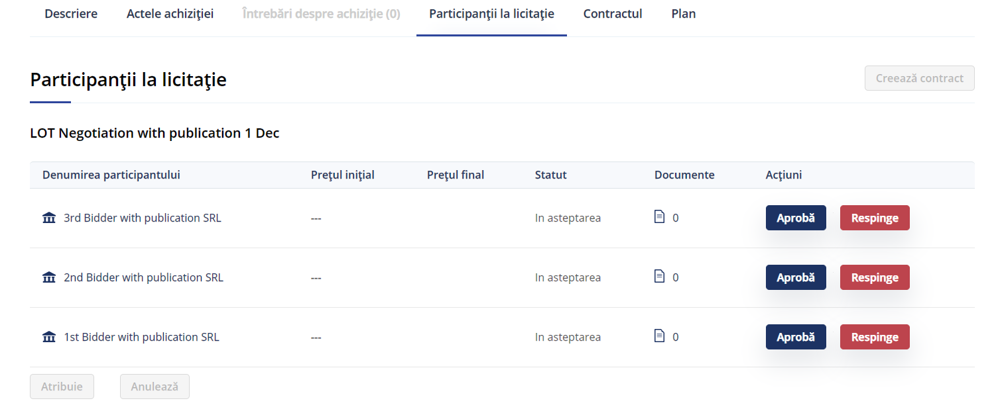 Descriere Actele achiziţiei Întrebări despre achiziţie (0) Participanţii la licitaţie Contractul Plan
Participanţii la licitaţie
Creează contract
LOT Negotiation with publication 1 Dec
Denumirea participantului Preţul iniţial Preţul final Statut Documente Acţiuni
3rd Bidder with publication SRL --- In asteptarea 0 Aprobă Respinge
2nd Bidder with publication SRL --- In asteptarea 0 Aprobă Respinge
1st Bidder with publication SRL --- In asteptarea 0 Aprobă Respinge
Atribuie Anulează